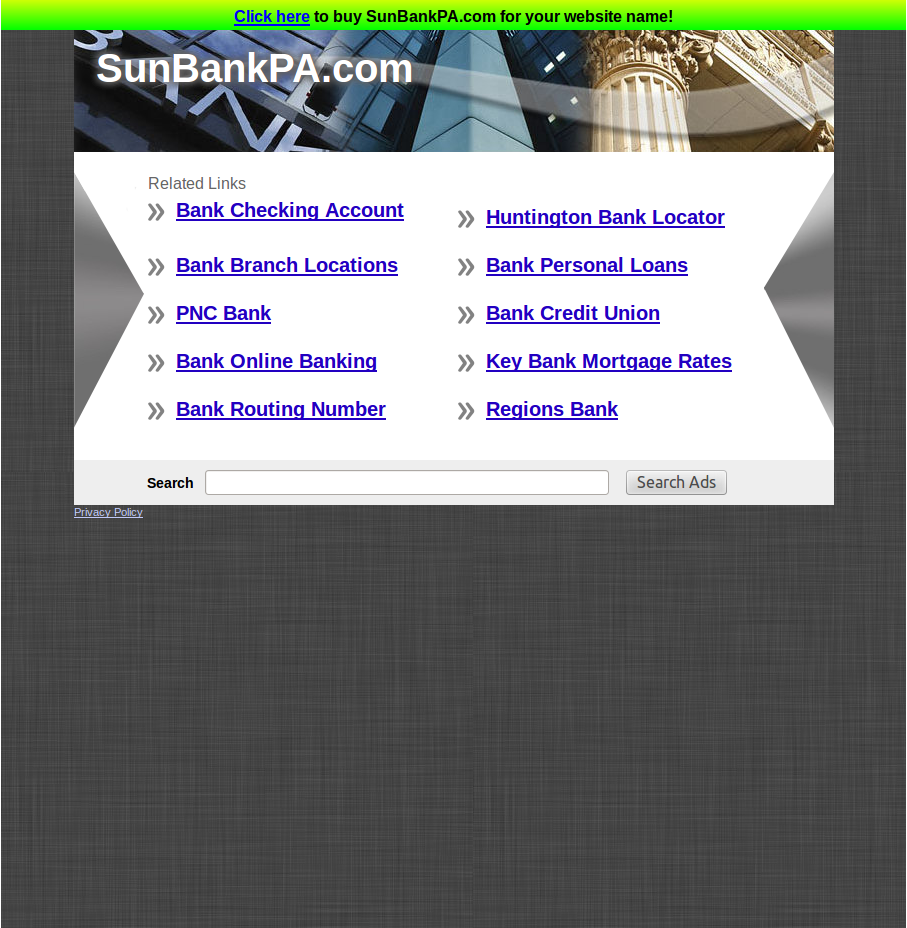 Click here to buy SunBankPA.com for your website name!
SunBankPA.com
Related Links
Bank Checking Account
Huntington Bank Locator
Bank Branch Locations
Bank Personal Loans
PNC Bank
Bank Credit Union
Bank Online Banking
Key Bank Mortgage Rates
Bank Routing Number
Regions Bank
Search
Search Ads
Privacy Policy